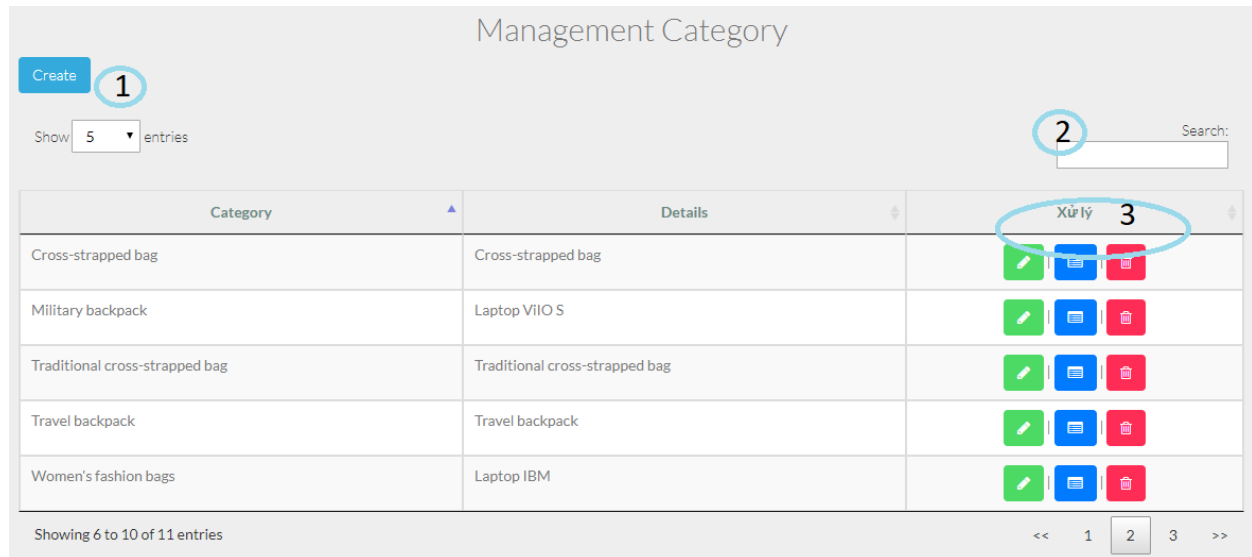 Management Category
Create 1
Show 5 entries
2 Search:
Category Details Xử lý 3
Cross-strapped bag Cross-strapped bag
Military backpack Laptop ViIO S
Traditional cross-strapped bag Traditional cross-strapped bag
Travel backpack Travel backpack
Women's fashion bags Laptop IBM
Showing 6 to 10 of 11 entries << 1 2 3 >>